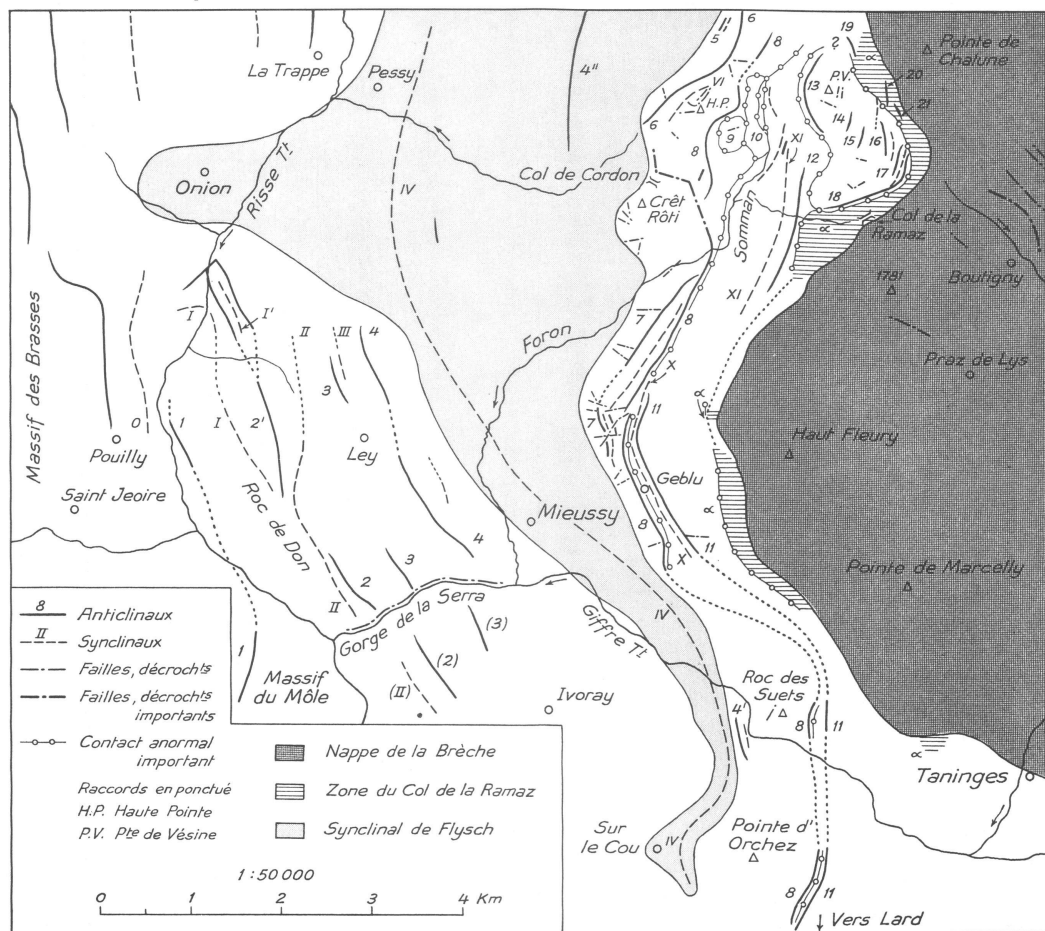 La Trappe
Pessy
4"
5
6
8
?
19
α
Pointe de
Chalune
20
VI
H.P.
P.V.
13
21
6
8
9
10
XI
14
15
16
17
12
Onion
Risse Tt
IV
Col de Cordon
Crêt
Rôti
Somman
18
α
Col de la
Ramaz
Boutigny
1781
XI
Massif des Brasses
I
I'
II
III
4
3
7
8
Foron
Praz de Lys
X
11
α
0
1
I
2'
Ley
7
Haut Fleury
Pouilly
Saint Jeoire
Roc de Don
Geblu
α
Mieussy
8
X
11
Pointe de Marcelly
4
3
2
II
Gorge de la Serra
Giffre Tt
IV
(3)
(2)
(II)
1
Massif
du Môle
Ivoray
Roc des
Suets
4'
8
11
α
Taninges
Sur
le Cou
IV
Pointe d'
Orchez
8
11
Vers Lard
8 Anticlinaux
II Synclinaux
Failles, décrochts
Failles, décrochts
importants
Contact anormal
important
Raccords en ponctué
H.P. Haute Pointe
P.V. Pte de Vésine
Nappe de la Brèche
Zone du Col de la Ramaz
Synclinal de Flysch
1:50 000
0 1 2 3 4 Km